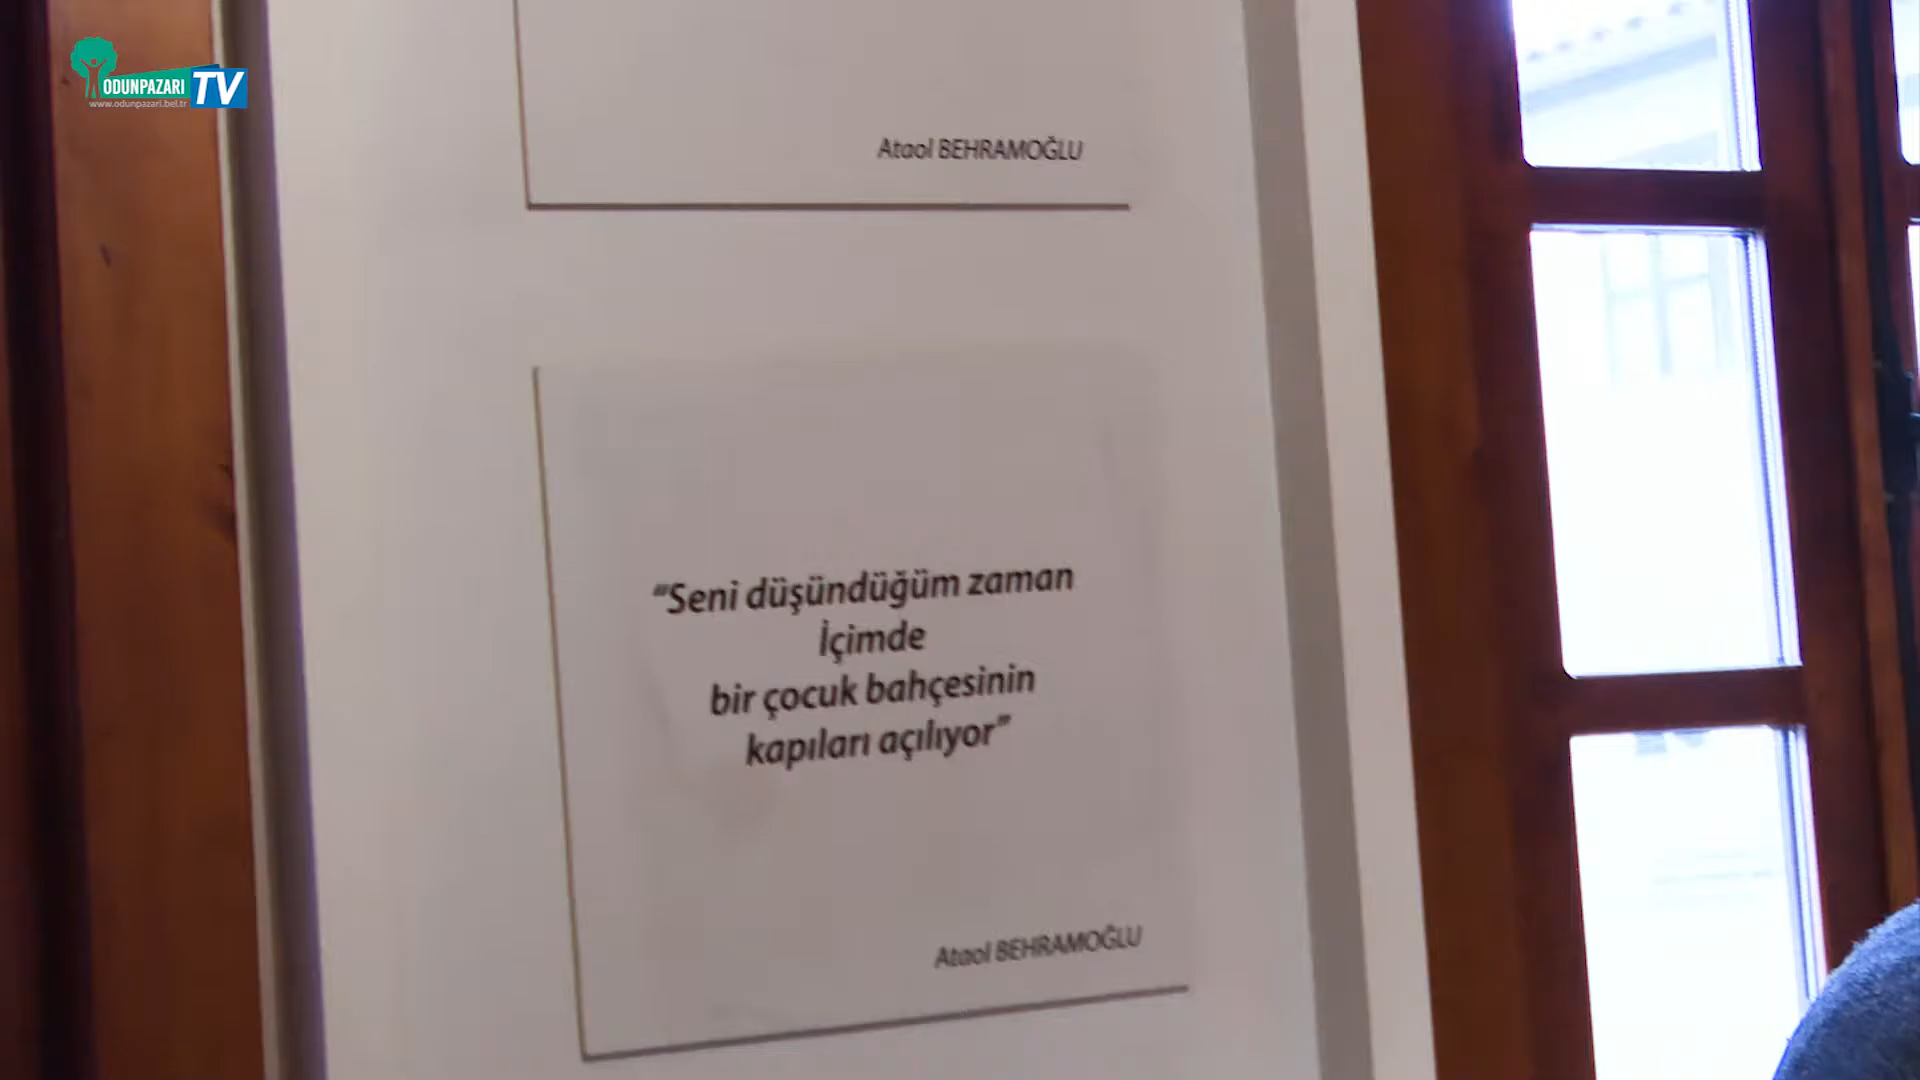 ODUNPAZARI TV
www.odunpazari.bel.tr
Ataol BEHRAMOĞLU
“Seni düşündüğüm zaman
İçimde
bir çocuk bahçesinin
kapıları açılıyor”
Ataol BEHRAMOĞLU